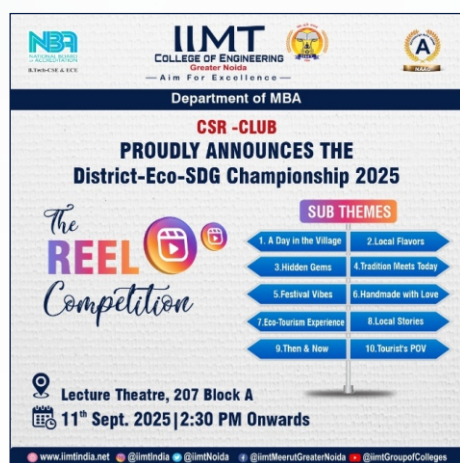 NBA
NATIONAL BOARD
OF ACCREDITATION
B.Tech-CSE & ECE
IIMT
COLLEGE OF ENGINEERING
Greater Noida
Aim For Excellence
A
NAAC
Department of MBA
CSR -CLUB
PROUDLY ANNOUNCES THE
District-Eco-SDG Championship 2025
The
REEL
Competition
SUB THEMES
1. A Day in the Village
2.Local Flavors
3.Hidden Gems
4.Tradition Meets Today
5.Festival Vibes
6.Handmade with Love
7.Eco-Tourism Experience
8.Local Stories
9.Then & Now
10.Tourist's POV
Lecture Theatre, 207 Block A
11th Sept. 2025|2:30 PM Onwards
www.iimtindia.net @iimtindia @iimtNoida @iimtMeerutGreaterNoida @iimtGroupofColleges